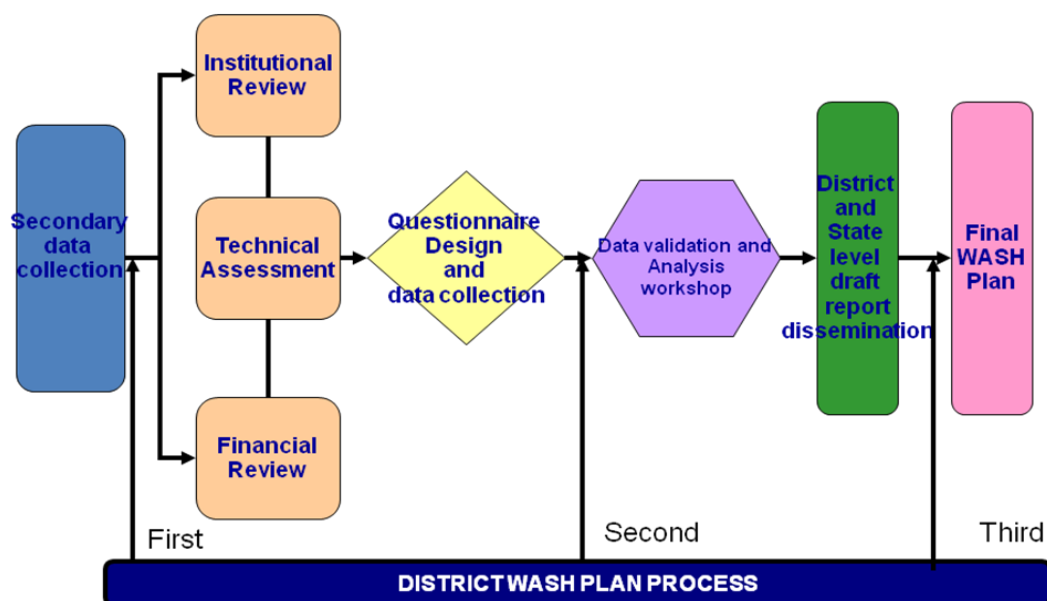 Secondary
data
collection
Institutional
Review
Technical
Assessment
Financial
Review
Questionnaire
Design
and
data collection
Data validation and
Analysis
workshop
District
and
State
level
draft
report
dissemination
Final
WASH
Plan
First
Second
Third
DISTRICT WASH PLAN PROCESS